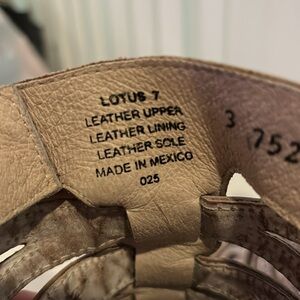 LOTUS 7
LEATHER UPPER
LEATHER LINING
LEATHER SOLE
MADE IN MEXICO
025
3 752